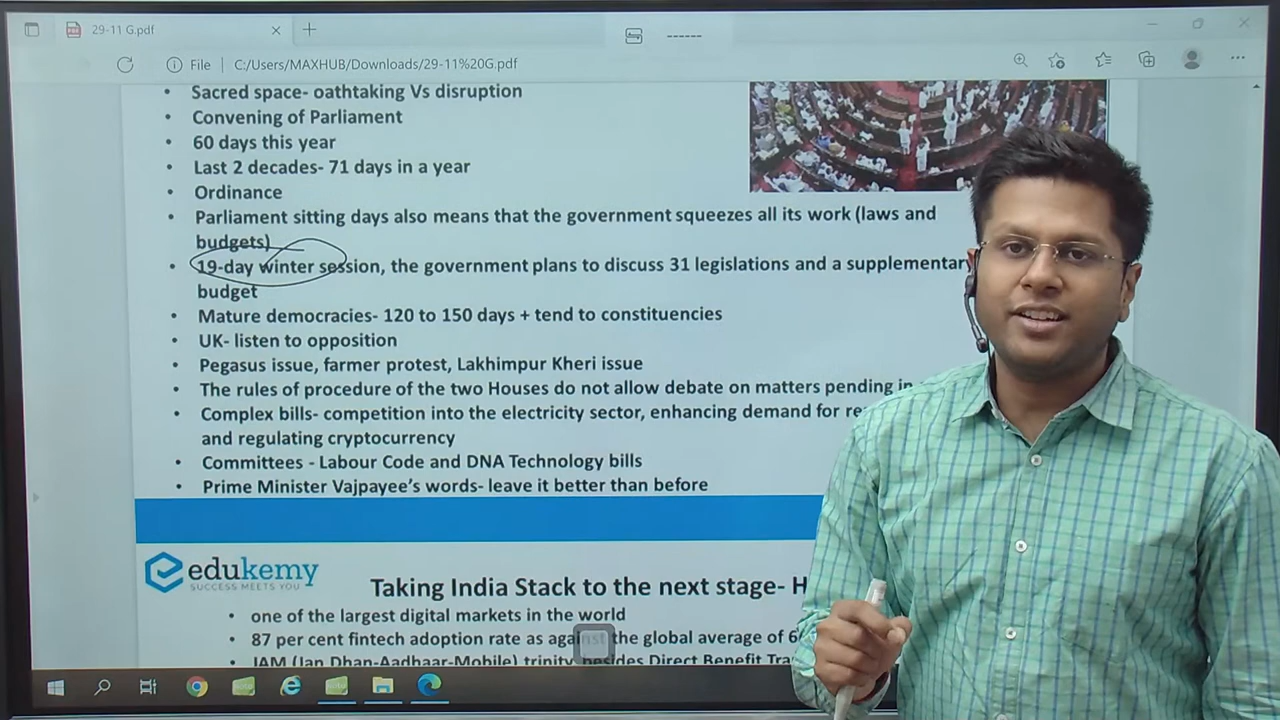 29-11 G.pdf
------
File
C:/Users/MAXHUB/Downloads/29-11%20G.pdf
• Sacred space- oathtaking Vs disruption
• Convening of Parliament
• 60 days this year
• Last 2 decades- 71 days in a year
• Ordinance
• Parliament sitting days also means that the government squeezes all its work (laws and
budgets)
• 19-day winter session, the government plans to discuss 31 legislations and a supplementary
budget
• Mature democracies- 120 to 150 days + tend to constituencies
• UK- listen to opposition
• Pegasus issue, farmer protest, Lakhimpur Kheri issue
• The rules of procedure of the two Houses do not allow debate on matters pending in
• Complex bills- competition into the electricity sector, enhancing demand for
and regulating cryptocurrency
• Committees - Labour Code and DNA Technology bills
• Prime Minister Vajpayee's words- leave it better than before
edukemy
SUCCESS MEETS YOU
Taking India Stack to the next stage-
• one of the largest digital markets in the world
• 87 per cent fintech adoption rate as against the global average of
• JAM (Jan Dhan-Aadhaar-Mobile) trinity besides Direct Benefit